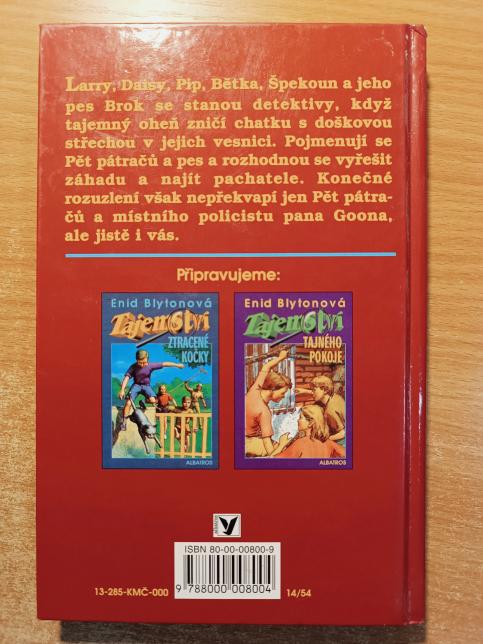 Larry, Daisy, Pip, Bětka, Špekoun a jeho
pes Brok se stanou detektivy, když
tajemný oheň zničí chatku s doškovou
střechou v jejich vesnici. Pojmenují se
Pět pátračů a pes a rozhodnou se vyřešit
záhadu a najít pachatele. Konečné
rozuzlení však nepřekvapí jen Pět pátra-
čů a místního policistu pana Goona,
ale jistě i vás.
Připravujeme:
Enid Blytonová
Tajemství
ZTRACENÉ
KOČKY
ALBATROS
Enid Blytonová
Tajemství
TAJNÉHO
POKOJE
ALBATROS
ISBN 80-00-00800-9
9 788000 008004
13-285-KMČ-000
14/54